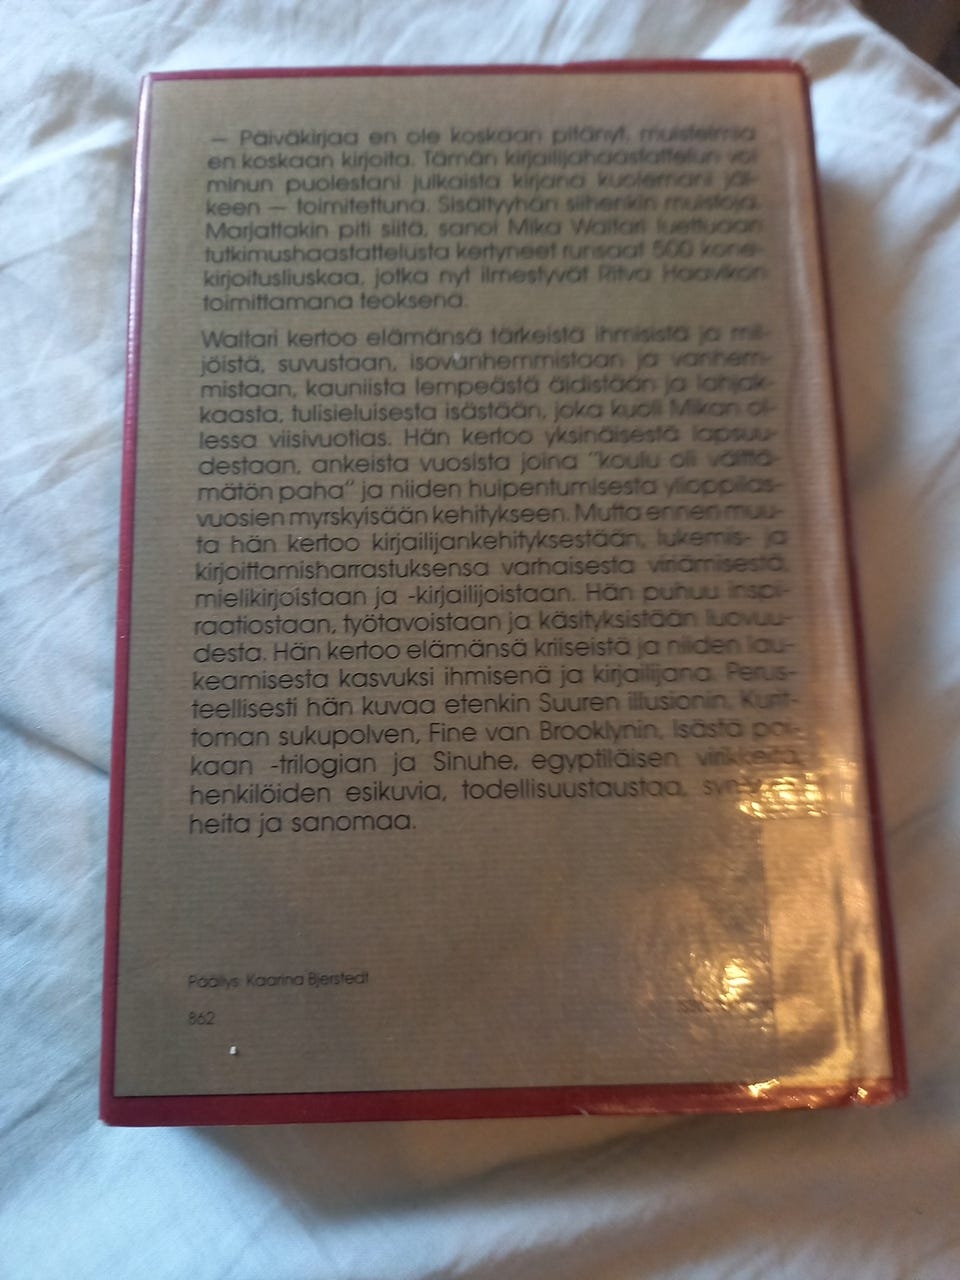 — Päiväkirjaa en ole koskaan pitänyt, muistelmia
en koskaan kirjoita. Tämän kirjailijahaastattelun voi
minun puolestani julkaista kirjana kuolemani jäl-
keen — toimitettuna. Sisältyyhän siihenkin muistoja.
Marjattakin piti siitä, sanoi Mika Waltari luettuaan
tutkimushaastattelusta kertyneet runsaat 500 kone-
kirjoitusliuskaa, jotka nyt ilmestyvät Ritva Haavikon
toimittamana teoksena.
Waltari kertoo elämänsä tärkeistä ihmisistä ja mil-
jöistä, suvustaan, isovanhemmistaan ja vanhem-
mistaan, kauniista lempeästä äidistään ja lahjak-
kaasta, tulisieluisesta isästään, joka kuoli Mikan ol-
lessa viisivuotias. Hän kertoo yksinäisestä lapsuu-
destaan, ankeista vuosista joina "koulu oli välttä-
mätön paha" ja niiden huipentumisesta ylioppilas-
vuosien myrskyisään kehitykseen. Mutta ennen muu-
ta hän kertoo kirjailijankehityksestään, lukemis- ja
kirjoittamisharrastuksensa varhaisesta viriämisestä,
mielikirjoistaan ja -kirjailijoistaan. Hän puhuu inspi-
raatiostaan, työtavoistaan ja käsityksistään luovuu-
desta. Hän kertoo elämänsä kriiseistä ja niiden lau-
keamisesta kasvuksi ihmisenä ja kirjailijana. Perus-
teellisesti hän kuvaa etenkin Suuren illusionin, Kurit-
toman sukupolven, Fine van Brooklynin, Isästä poi-
kaan -trilogian ja Sinuhe, egyptiläisen virikkeitä,
henkilöiden esikuvia, todellisuustaustaa,
heita ja sanomaa.
Päällys: Kaarina Bjerstedt
862